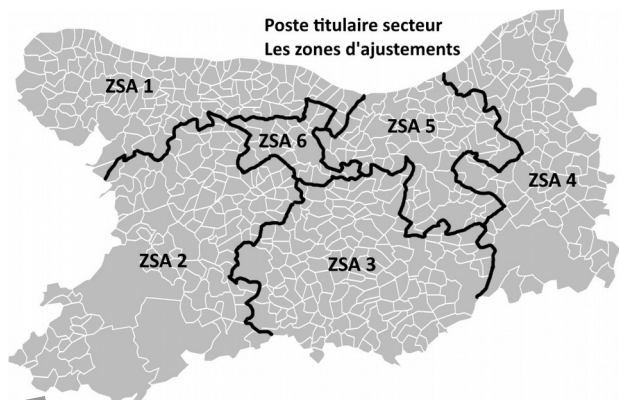 Poste titulaire secteur
Les zones d'ajustements
ZSA 1
ZSA 5
ZSA 6
ZSA 4
ZSA 2
ZSA 3